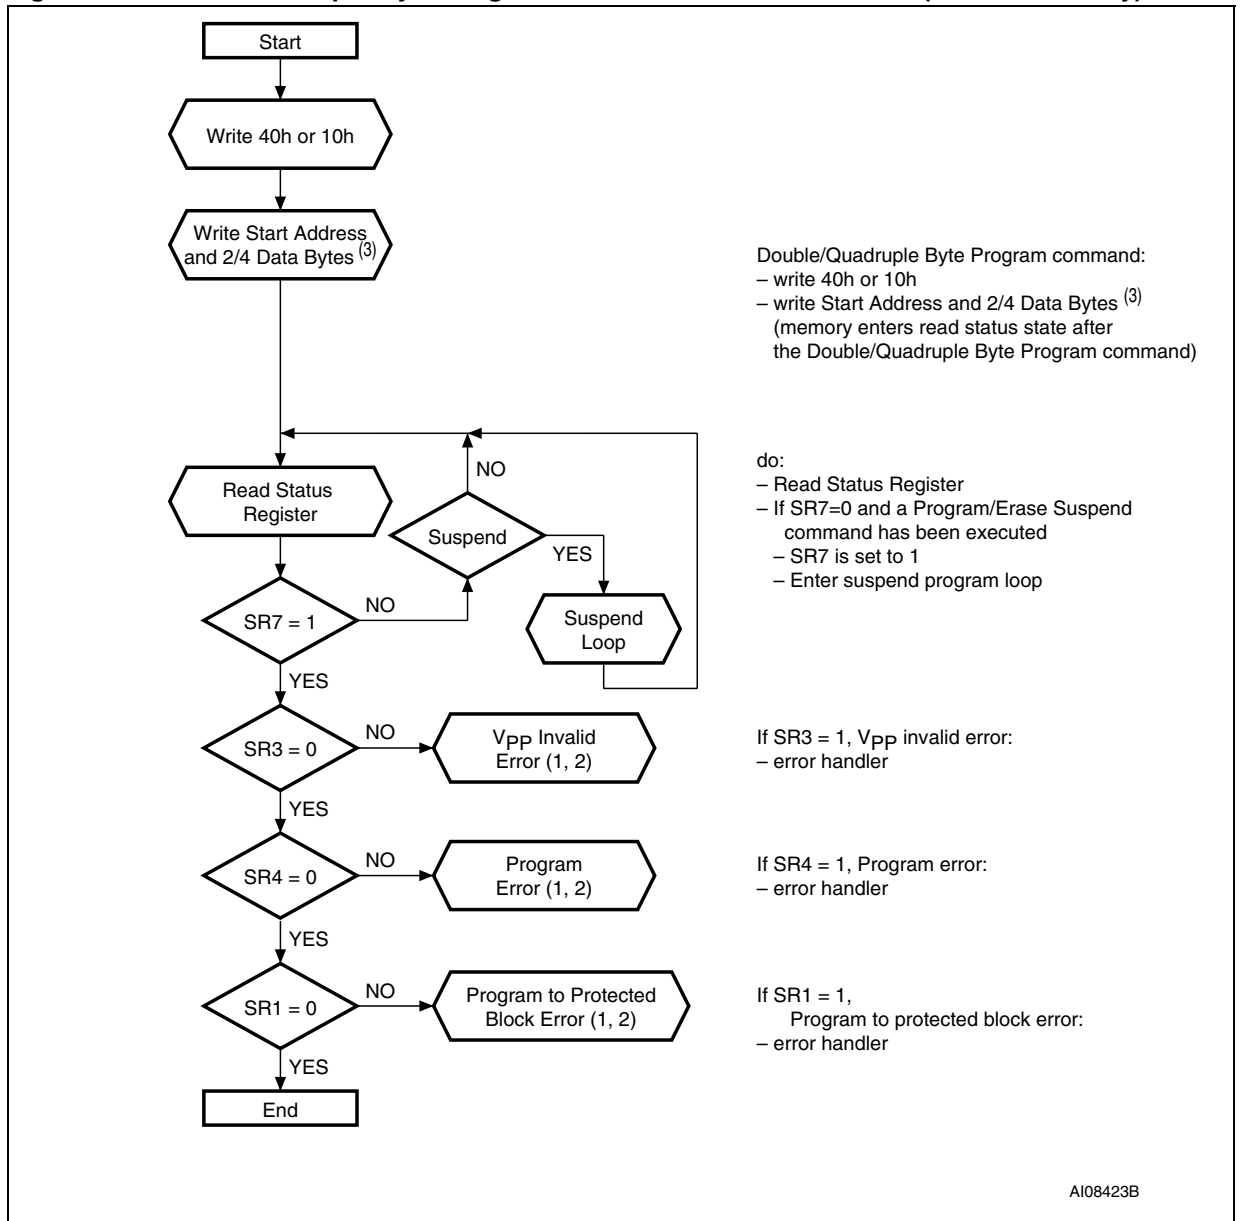 Start
Write 40h or 10h
Write Start Address
and 2/4 Data Bytes (3)
Double/Quadruple Byte Program command:
– write 40h or 10h
– write Start Address and 2/4 Data Bytes (3)
(memory enters read status state after
the Double/Quadruple Byte Program command)
Read Status
Register
NO
Suspend
YES
Suspend
Loop
do:
– Read Status Register
– If SR7=0 and a Program/Erase Suspend
command has been executed
– SR7 is set to 1
– Enter suspend program loop
SR7 = 1
NO
YES
SR3 = 0
NO
VPP Invalid
Error (1, 2)
If SR3 = 1, VPP invalid error:
– error handler
YES
SR4 = 0
NO
Program
Error (1, 2)
If SR4 = 1, Program error:
– error handler
YES
SR1 = 0
NO
Program to Protected
Block Error (1, 2)
If SR1 = 1,
Program to protected block error:
– error handler
YES
End
AI08423B